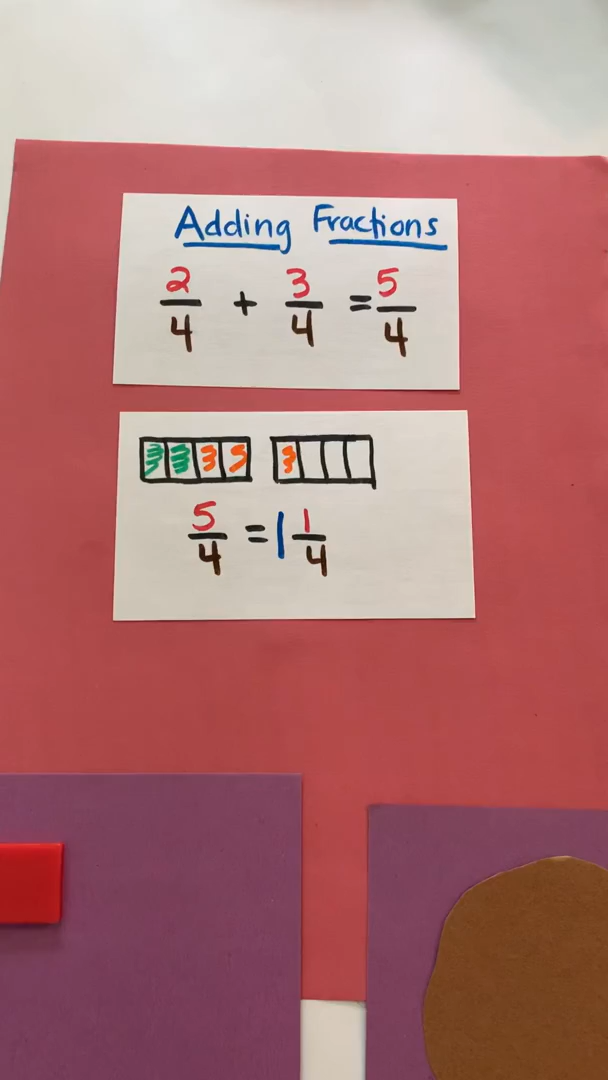 Adding Fractions
2/4 + 3/4 = 5/4
5/4 = 1 1/4